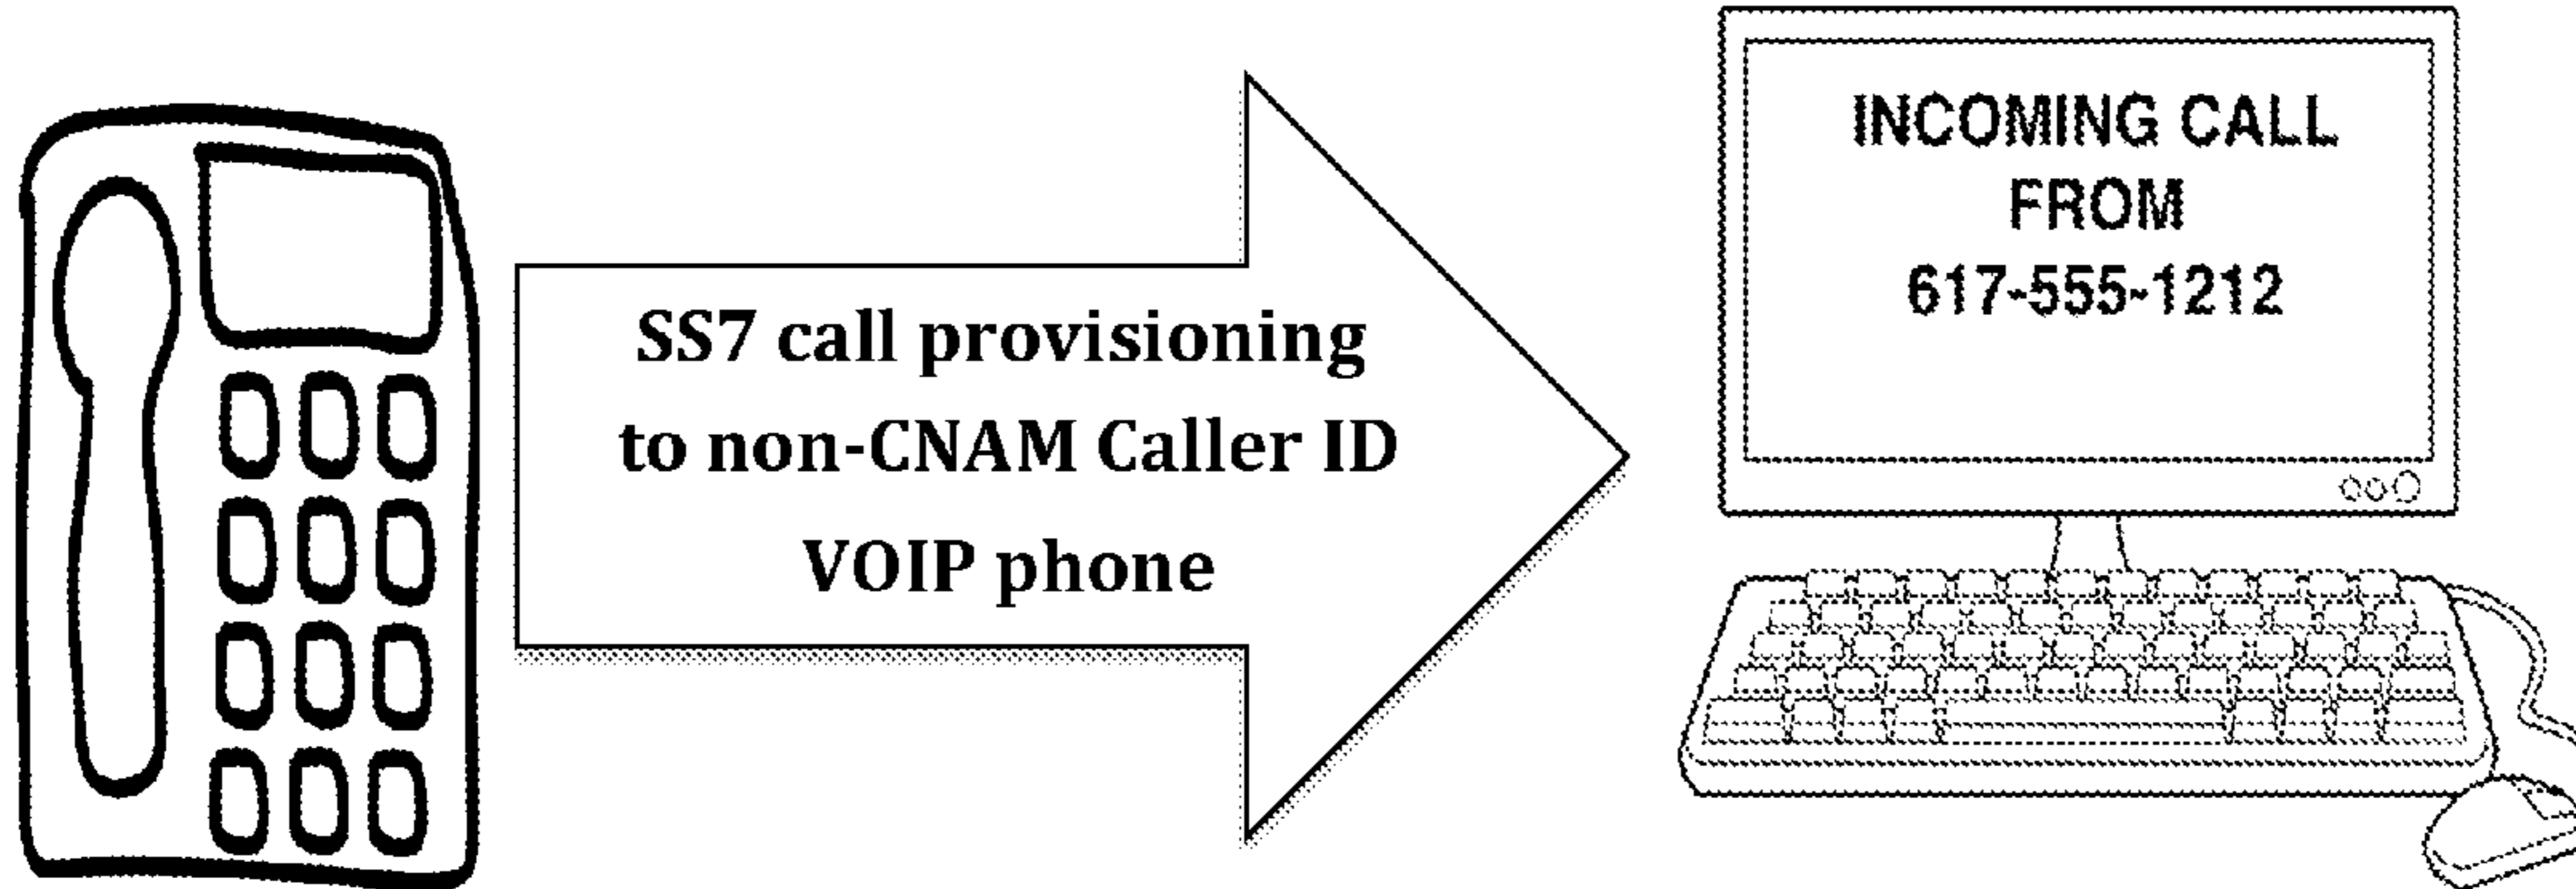 SS7 call provisioning
to non-CNAM Caller ID
VOIP phone
INCOMING CALL
FROM
617-555-1212